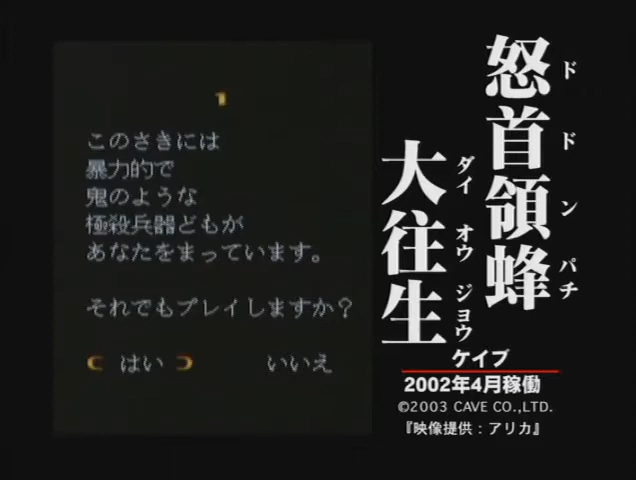 1
このさきには
暴力的で
鬼のような
極殺兵器どもが
あなたをまっています。
それでもプレイしますか？
はい いいえ
怒首領蜂
ドドンパチ
大往生
ダイオウジョウ
ケイブ
2002年4月稼働
©2003 CAVE CO.,LTD.
『映像提供：アリカ』